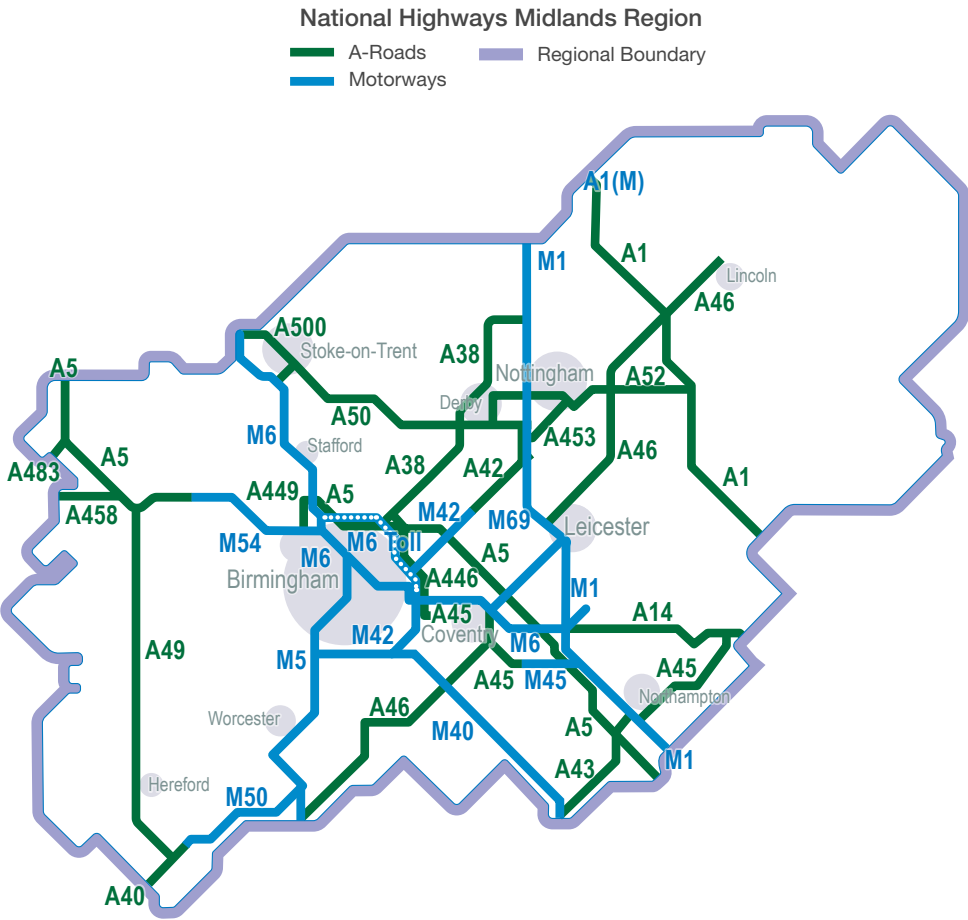 National Highways Midlands Region
A-Roads
Regional Boundary
Motorways
A1(M)
A1
M1
Lincoln
A46
A500
Stoke-on-Trent
A38
Nottingham
A52
A5
Derby
A50
A453
M6
Stafford
A38
A42
A46
A5
A483
A449
A5
A1
A458
M42
M69
Leicester
M54
M6
M6 Toll
A5
Birmingham
A446
M1
A45
A14
Coventry
M42
M6
A49
M5
A45
M45
A45
Northampton
Worcester
A46
M40
A5
M1
A43
Hereford
M50
A40